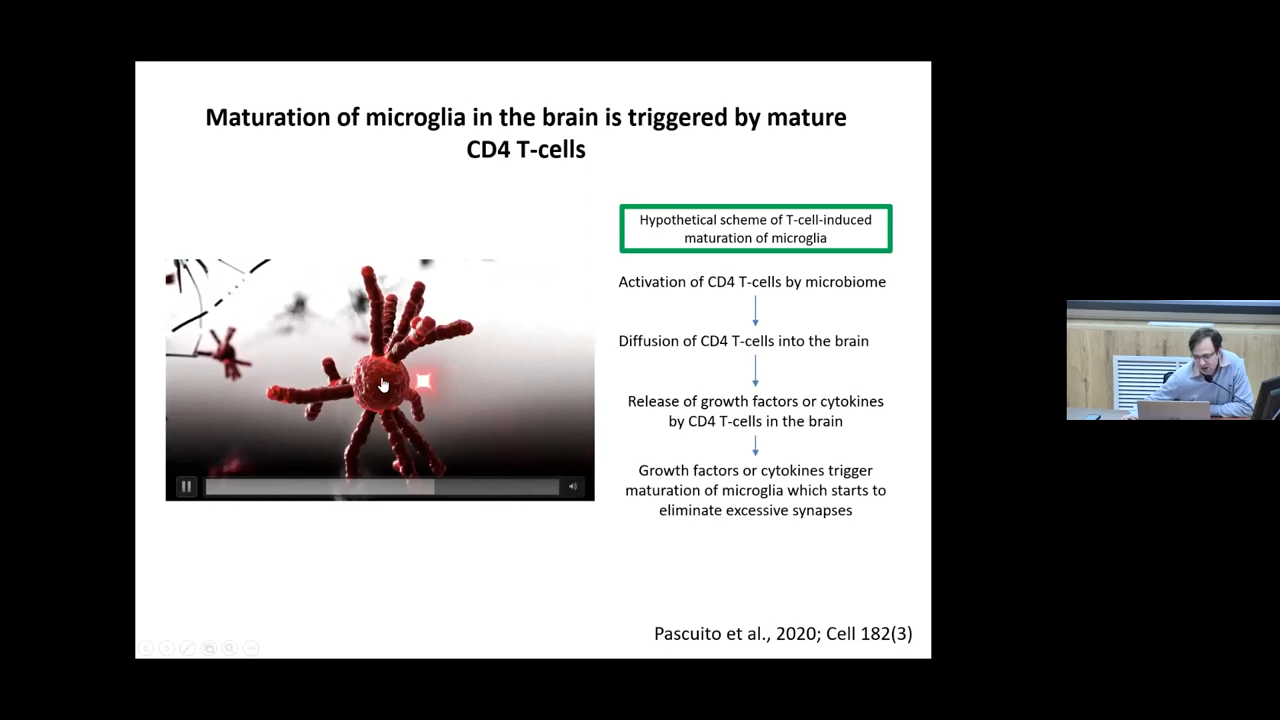 Maturation of microglia in the brain is triggered by mature
CD4 T-cells
Hypothetical scheme of T-cell-induced
maturation of microglia
Activation of CD4 T-cells by microbiome
Diffusion of CD4 T-cells into the brain
Release of growth factors or cytokines
by CD4 T-cells in the brain
Growth factors or cytokines trigger
maturation of microglia which starts to
eliminate excessive synapses
Pascuito et al., 2020; Cell 182(3)